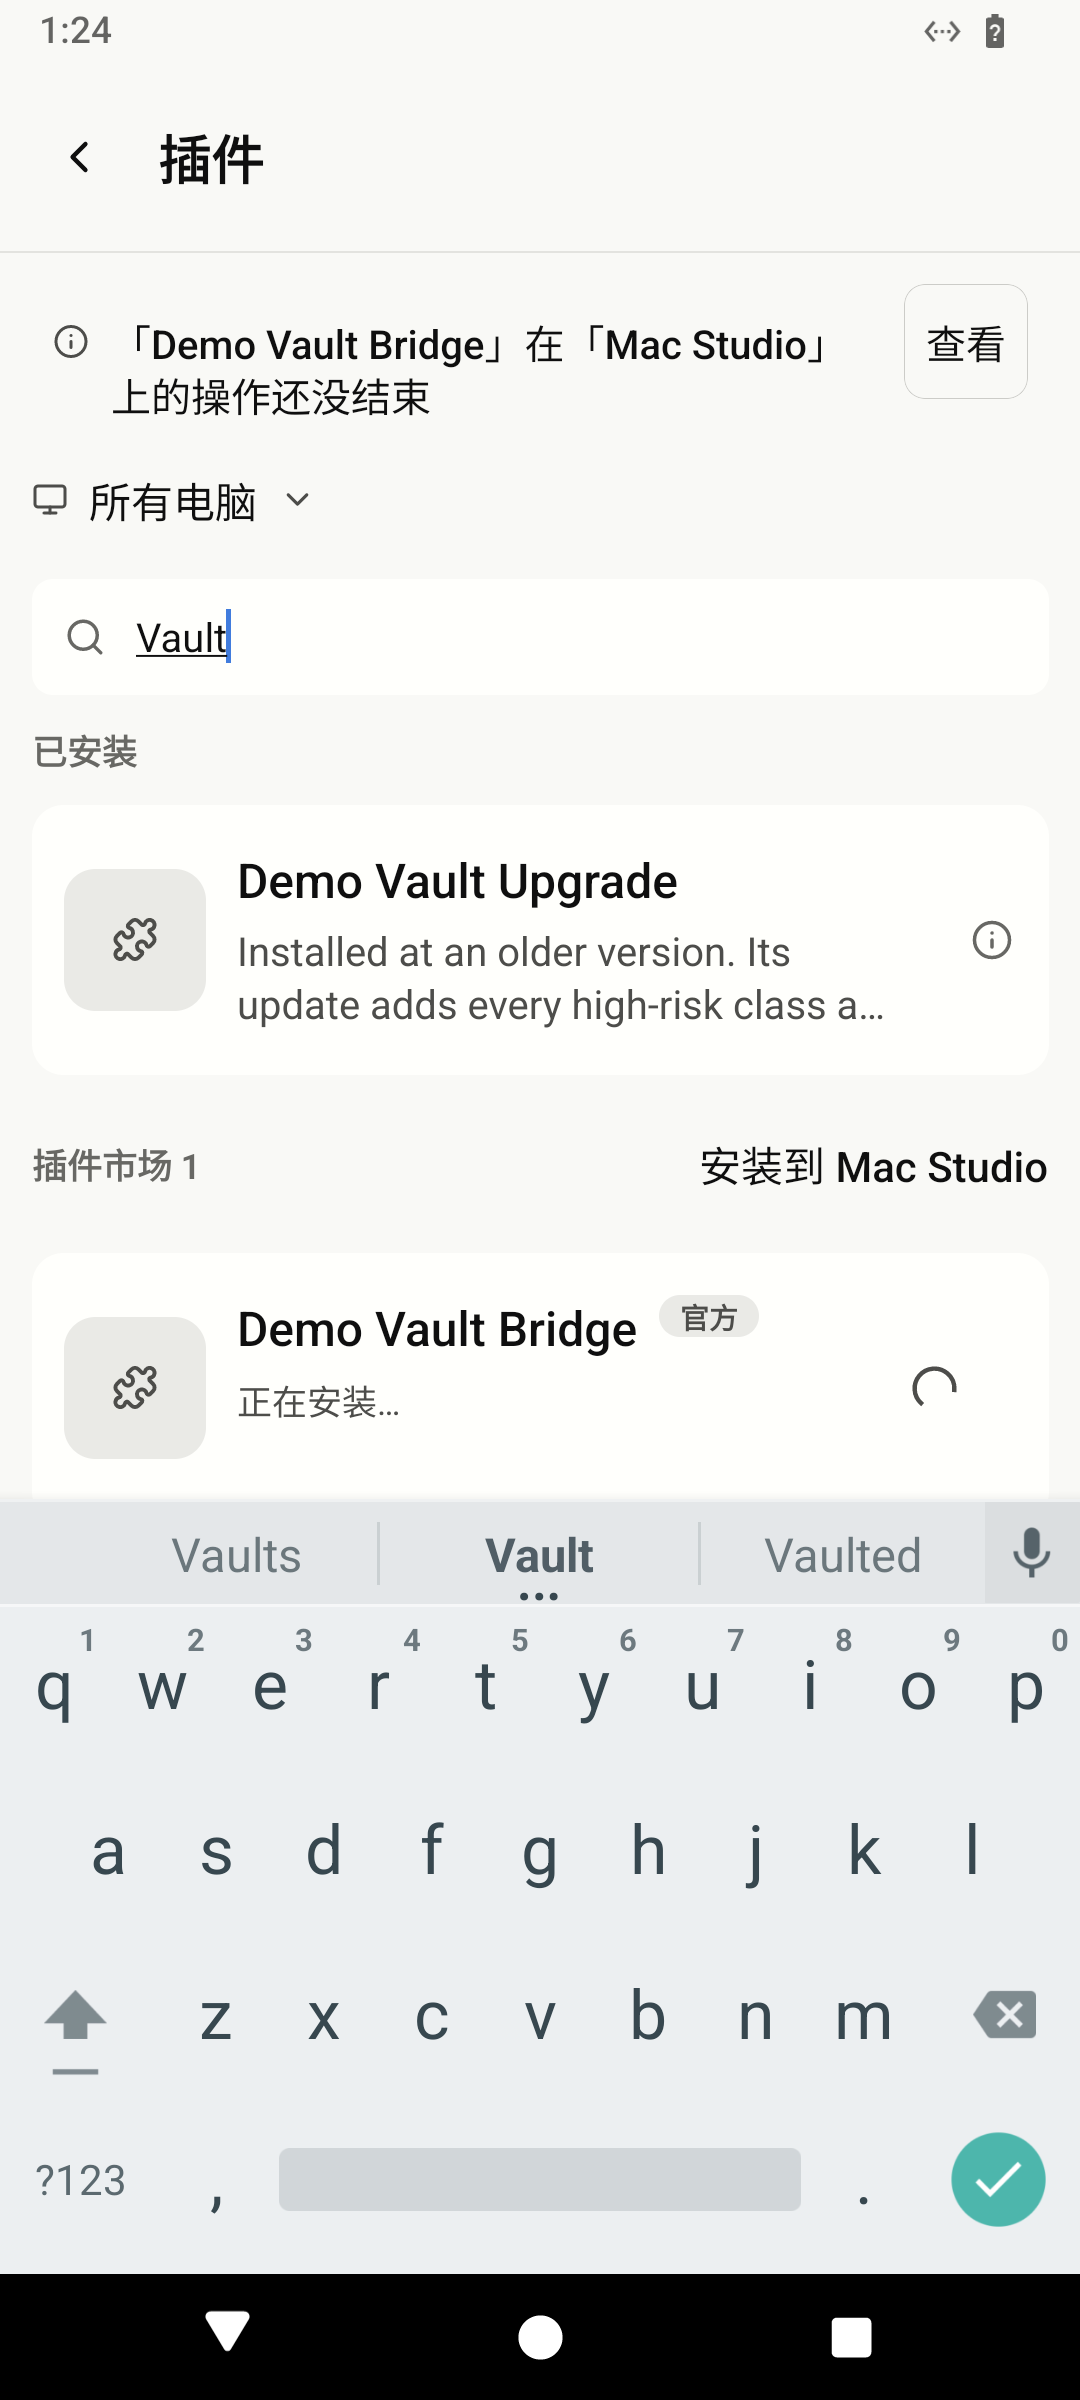 1:24
插件
「Demo Vault Bridge」在「Mac Studio」
上的操作还没结束
查看
所有电脑
Vault
已安装
Demo Vault Upgrade
Installed at an older version. Its
update adds every high-risk class a…
插件市场 1
安装到 Mac Studio
Demo Vault Bridge 官方
正在安装…
Vaults Vault Vaulted
1 2 3 4 5 6 7 8 9 0
q w e r t y u i o p
a s d f g h j k l
z x c v b n m
?123 , .